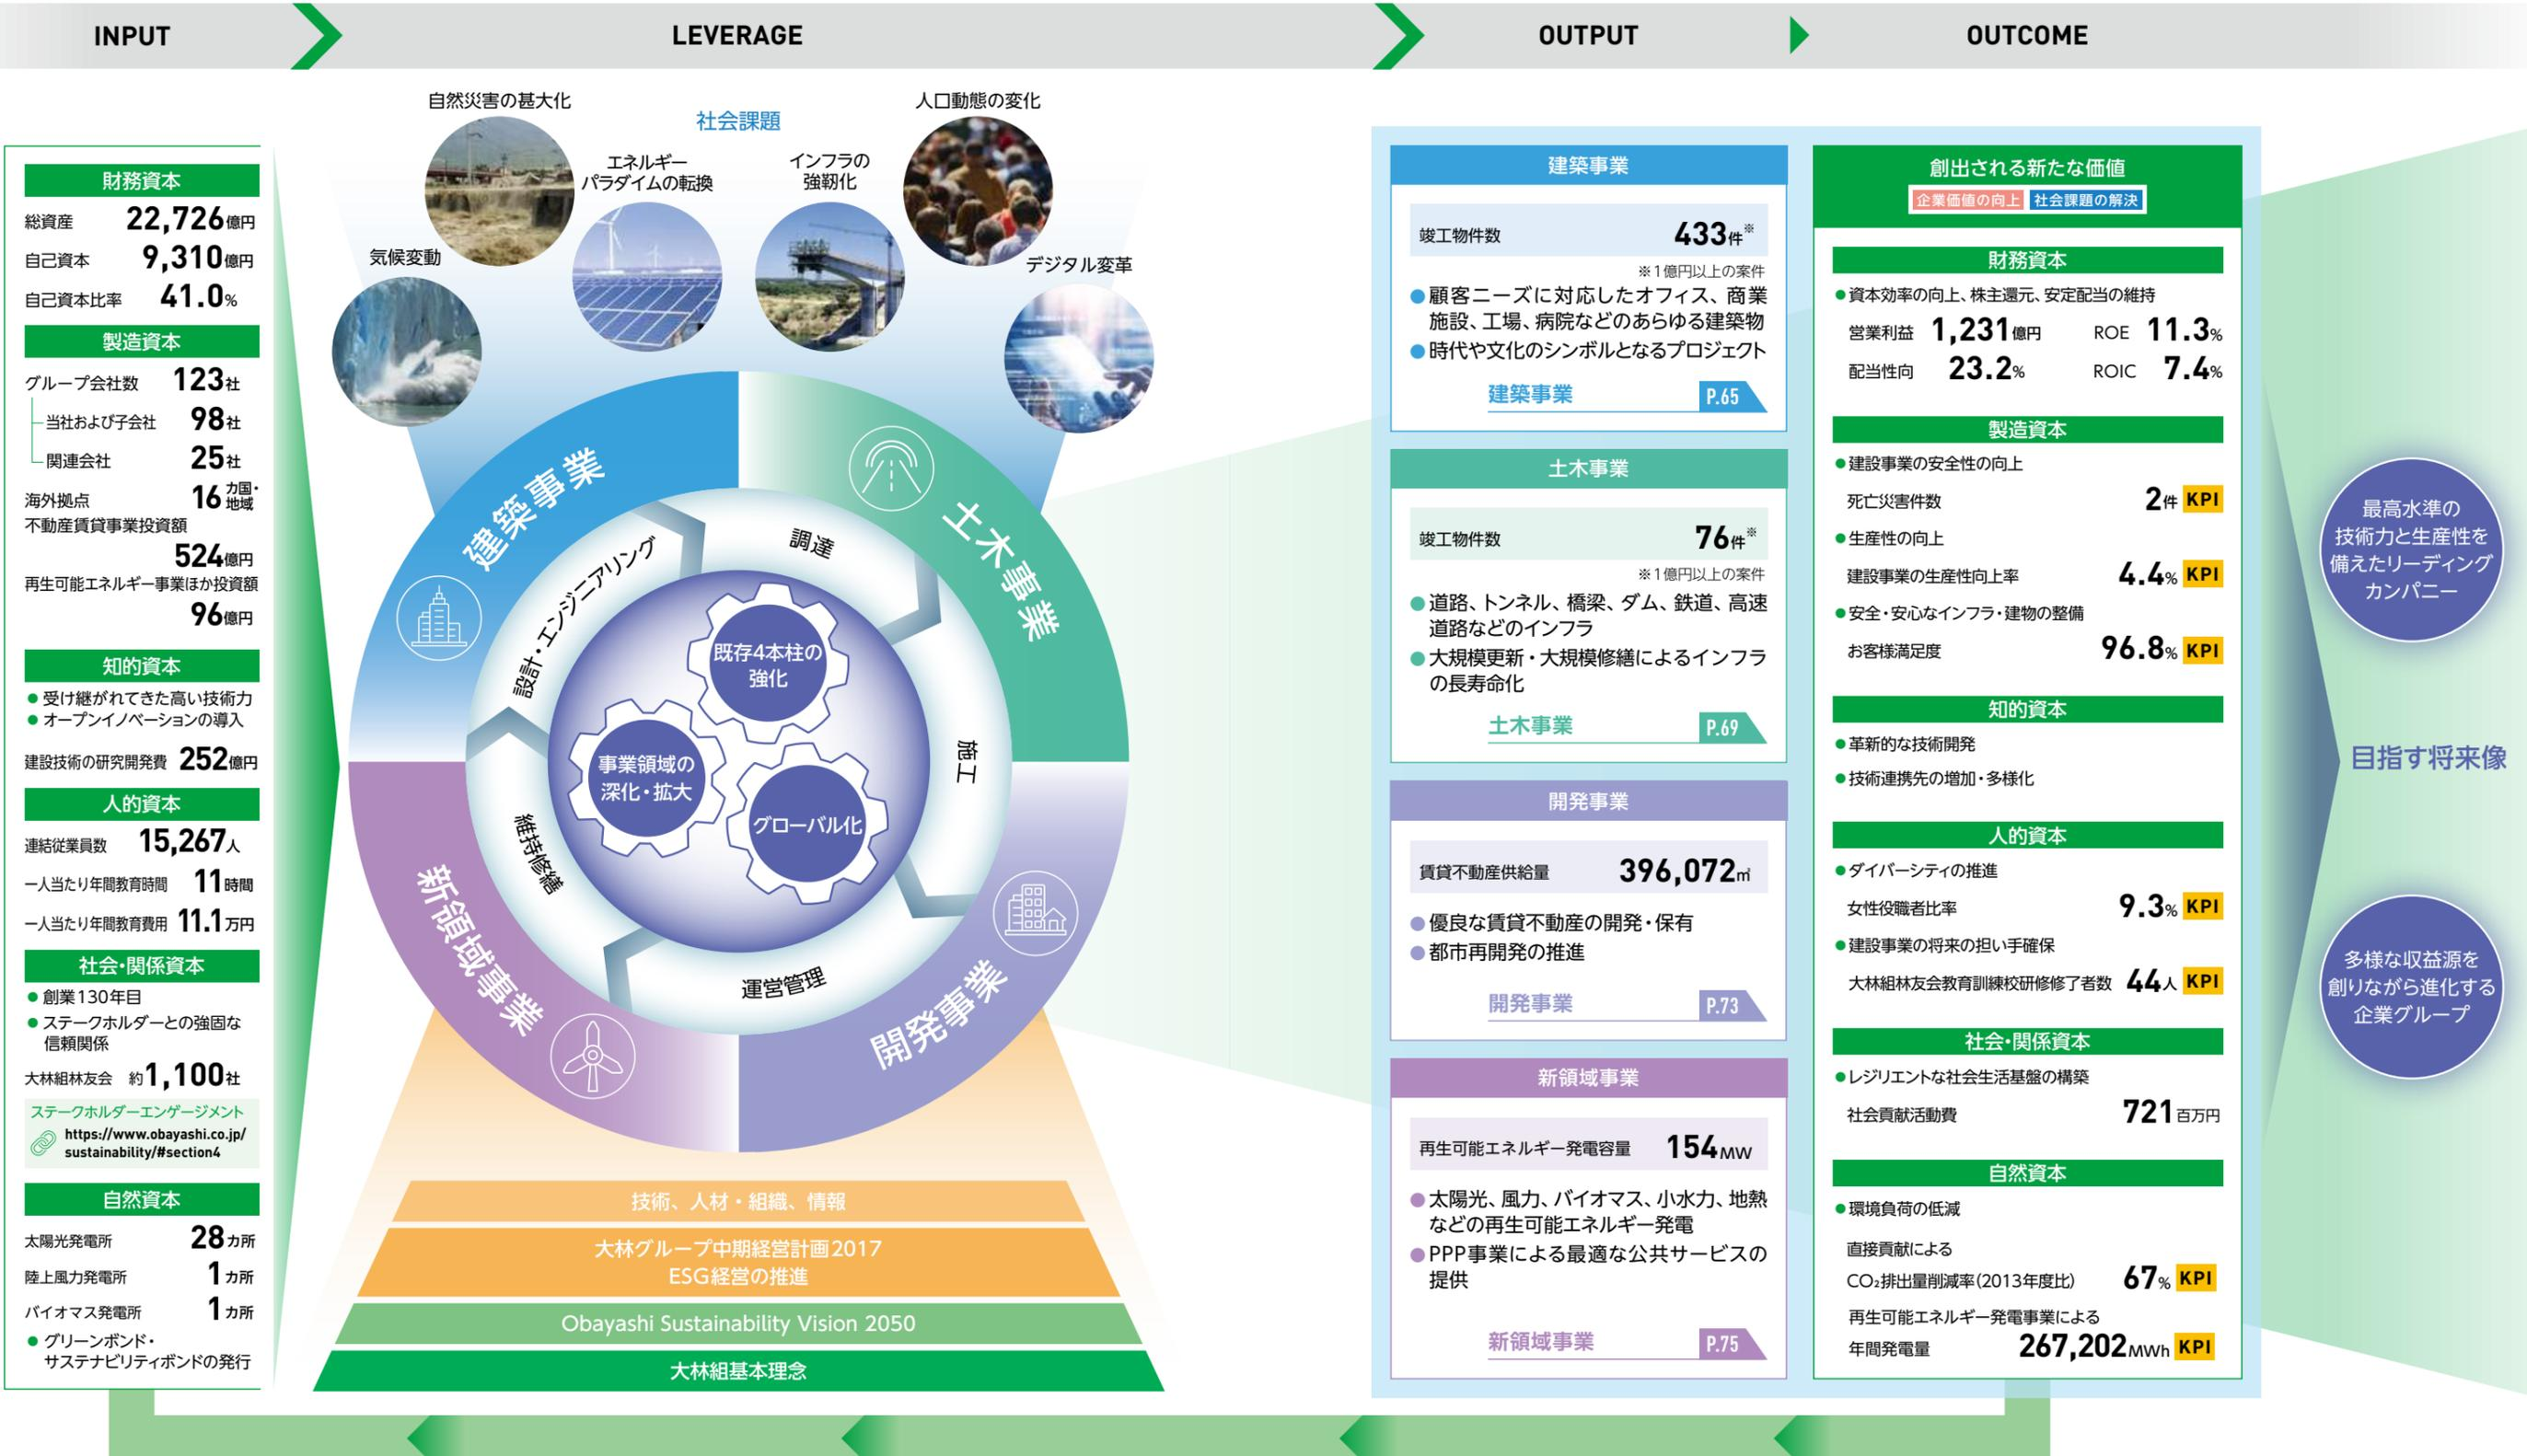 INPUT
LEVERAGE
OUTPUT
OUTCOME
財務資本
総資産 22,726億円
自己資本 9,310億円
自己資本比率 41.0%
製造資本
グループ会社数 123社
当社および子会社 98社
関連会社 25社
海外拠点 16カ国・地域
不動産賃貸事業投資額
524億円
再生可能エネルギー事業ほか投資額
96億円
知的資本
● 受け継がれてきた高い技術力
● オープンイノベーションの導入
建設技術の研究開発費 252億円
人的資本
連結従業員数 15,267人
一人当たり年間教育時間 11時間
一人当たり年間教育費用 11.1万円
社会・関係資本
● 創業130年目
● ステークホルダーとの強固な
信頼関係
大林組林友会 約1,100社
ステークホルダーエンゲージメント
https://www.obayashi.co.jp/
sustainability/#section4
自然資本
太陽光発電所 28カ所
陸上風力発電所 1カ所
バイオマス発電所 1カ所
● グリーンボンド・
サステナビリティボンドの発行
社会課題
気候変動
自然災害の甚大化
エネルギー
パラダイムの転換
インフラの
強靭化
人口動態の変化
デジタル変革
建築事業
土木事業
開発事業
新領域事業
設計・エンジニアリング
調達
施工
運営管理
維持修繕
既存4本柱の
強化
事業領域の
深化・拡大
グローバル化
技術、人材・組織、情報
大林グループ中期経営計画2017
ESG経営の推進
Obayashi Sustainability Vision 2050
大林組基本理念
建築事業
竣工物件数 433件※
※1億円以上の案件
● 顧客ニーズに対応したオフィス、商業
施設、工場、病院などのあらゆる建築物
● 時代や文化のシンボルとなるプロジェクト
建築事業 P.65
土木事業
竣工物件数 76件※
※1億円以上の案件
● 道路、トンネル、橋梁、ダム、鉄道、高速
道路などのインフラ
● 大規模更新・大規模修繕によるインフラ
の長寿命化
土木事業 P.69
開発事業
賃貸不動産供給量 396,072㎡
● 優良な賃貸不動産の開発・保有
● 都市再開発の推進
開発事業 P.73
新領域事業
再生可能エネルギー発電容量 154MW
● 太陽光、風力、バイオマス、小水力、地熱
などの再生可能エネルギー発電
● PPP事業による最適な公共サービスの
提供
新領域事業 P.75
創出される新たな価値
企業価値の向上 社会課題の解決
財務資本
● 資本効率の向上、株主還元、安定配当の維持
営業利益 1,231億円 ROE 11.3%
配当性向 23.2% ROIC 7.4%
製造資本
● 建設事業の安全性の向上
死亡災害件数 2件 KPI
● 生産性の向上
建設事業の生産性向上率 4.4% KPI
● 安全・安心なインフラ・建物の整備
お客様満足度 96.8% KPI
知的資本
● 革新的な技術開発
● 技術連携先の増加・多様化
人的資本
● ダイバーシティの推進
女性役職者比率 9.3% KPI
● 建設事業の将来の担い手確保
大林組林友会教育訓練校研修修了者数 44人 KPI
社会・関係資本
● レジリエントな社会生活基盤の構築
社会貢献活動費 721百万円
自然資本
● 環境負荷の低減
直接貢献による
CO₂排出量削減率(2013年度比) 67% KPI
再生可能エネルギー発電事業による
年間発電量 267,202MWh KPI
最高水準の
技術力と生産性を
備えたリーディング
カンパニー
目指す将来像
多様な収益源を
創りながら進化する
企業グループ